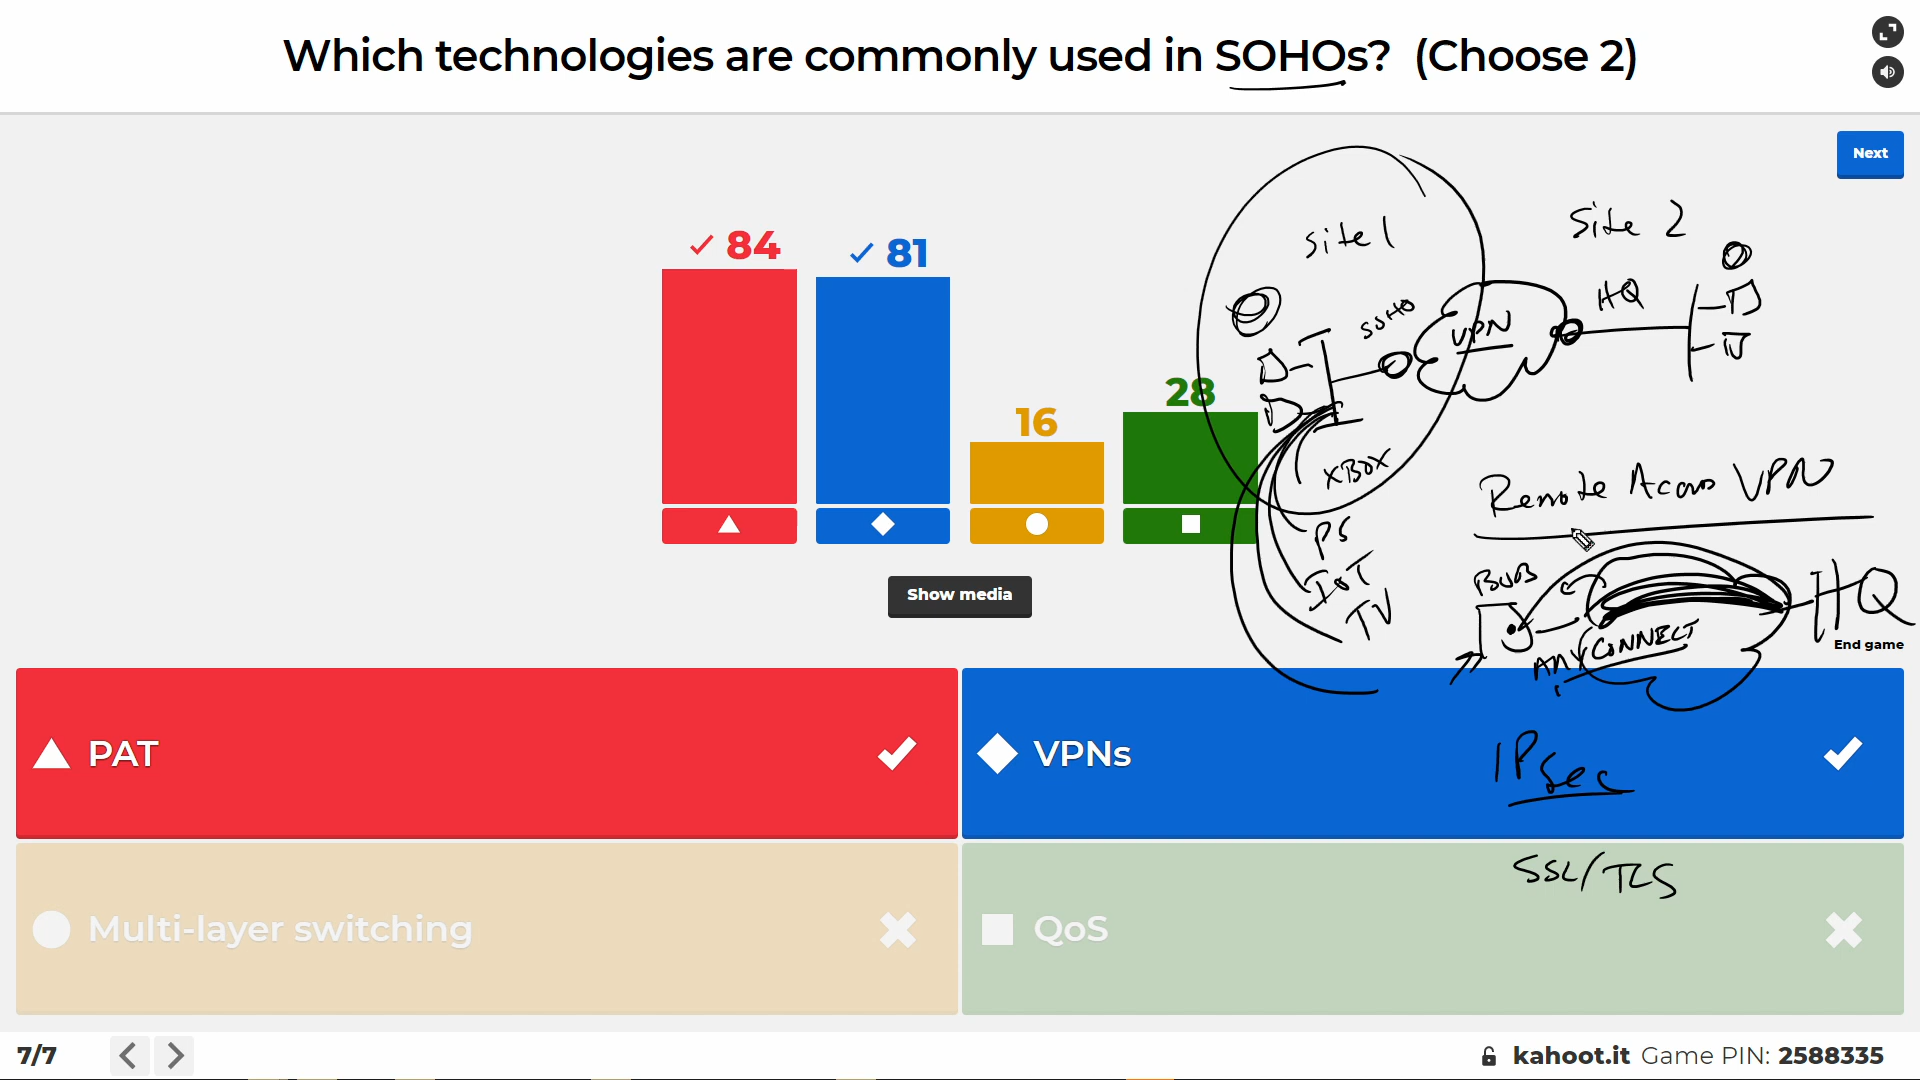 Which technologies are commonly used in SOHOs?  (Choose 2)
Next
84
81
16
28
Site 1
Site 2
SOHO
VPN
HQ
XBOX
PS
IoT
TV
Remote Access VPN
BOB
ANYCONNECT
HQ
End game
Show media
PAT
VPNs
IPsec
SSL/TLS
Multi-layer switching
QoS
7/7
kahoot.it Game PIN: 2588335